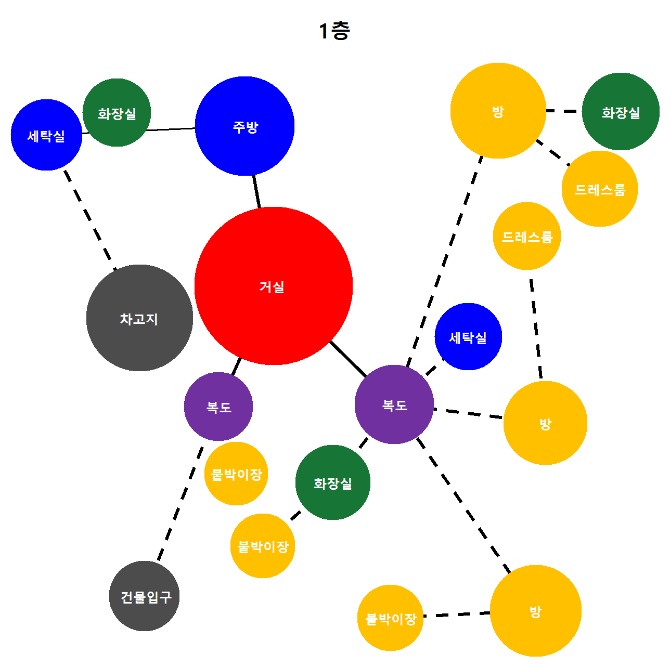 1층
화장실
세탁실
주방
방
화장실
드레스룸
드레스룸
거실
차고지
세탁실
복도
복도
방
붙박이장
화장실
붙박이장
건물입구
방
붙박이장